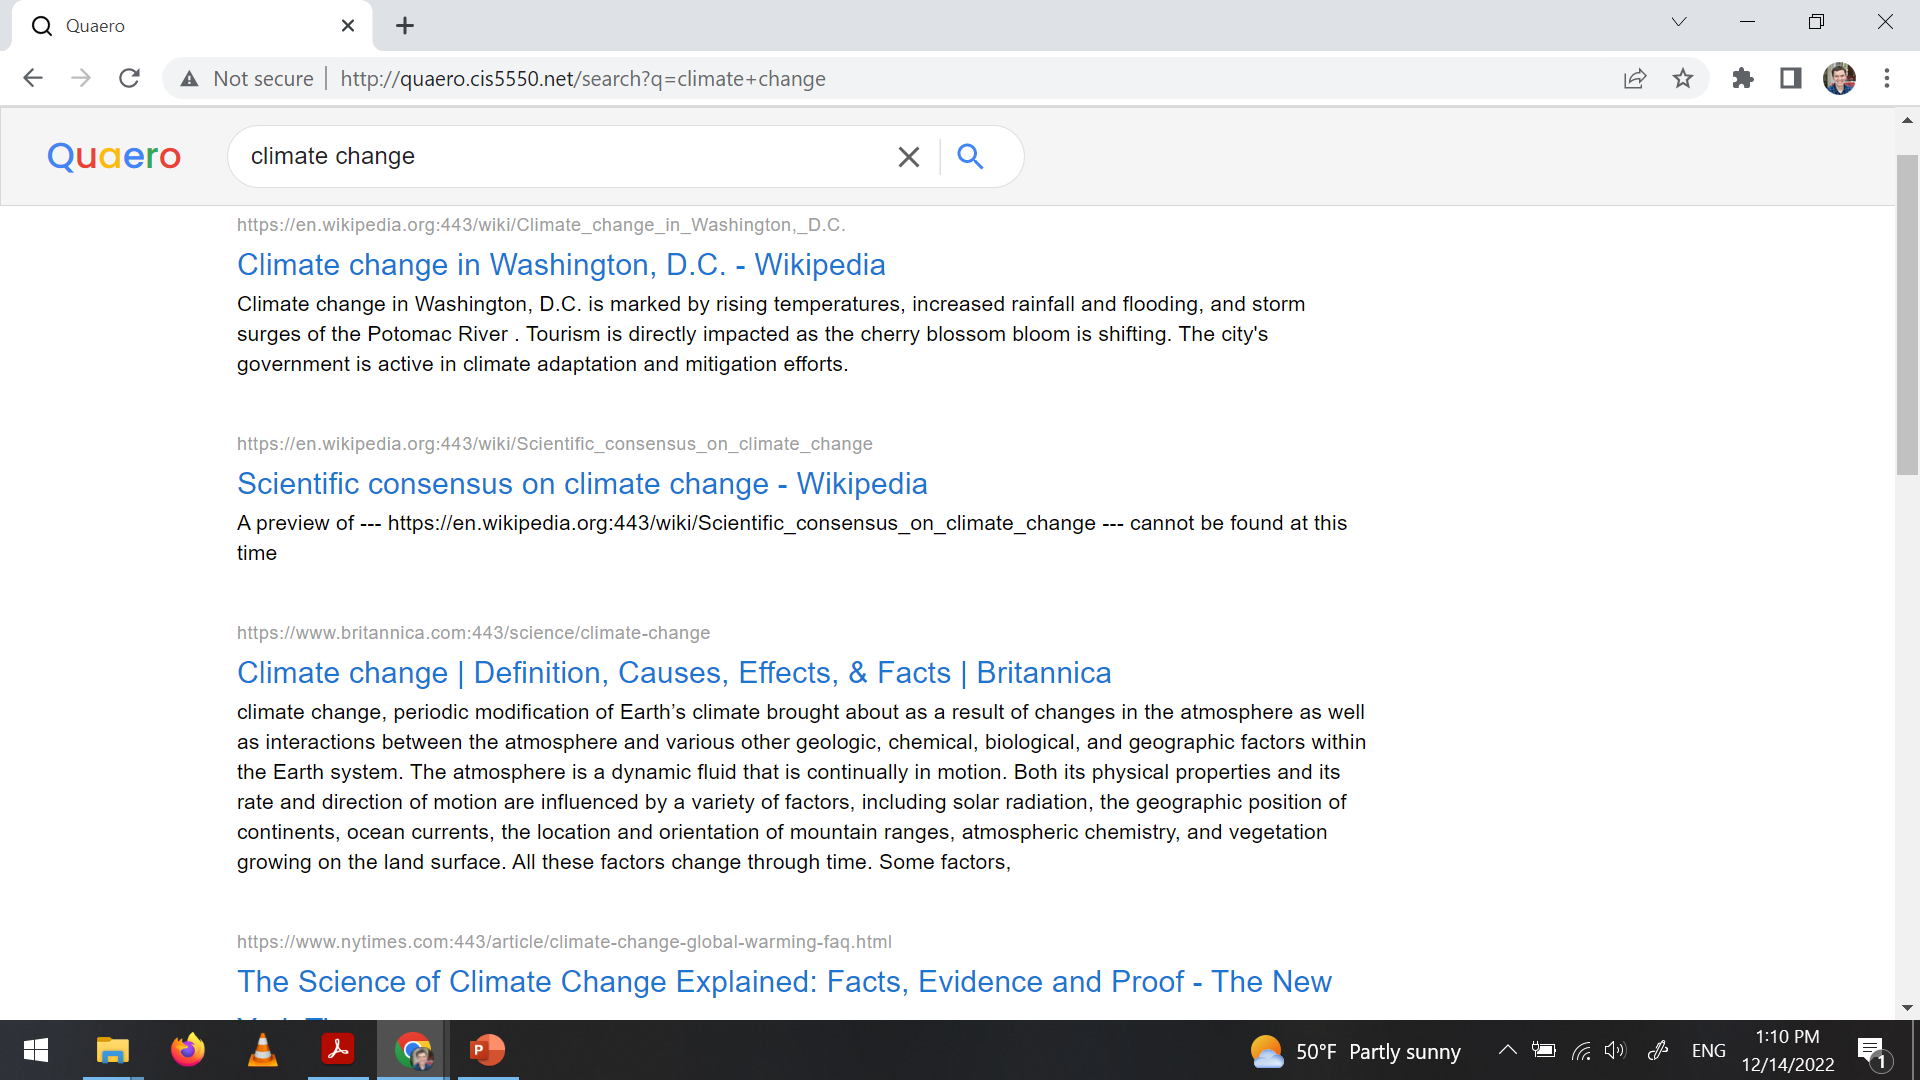 Quaero
Not secure
http://quaero.cis5550.net/search?q=climate+change
Quaero
climate change
https://en.wikipedia.org:443/wiki/Climate_change_in_Washington,_D.C.
Climate change in Washington, D.C. - Wikipedia
Climate change in Washington, D.C. is marked by rising temperatures, increased rainfall and flooding, and storm
surges of the Potomac River . Tourism is directly impacted as the cherry blossom bloom is shifting. The city's
government is active in climate adaptation and mitigation efforts.
https://en.wikipedia.org:443/wiki/Scientific_consensus_on_climate_change
Scientific consensus on climate change - Wikipedia
A preview of --- https://en.wikipedia.org:443/wiki/Scientific_consensus_on_climate_change --- cannot be found at this
time
https://www.britannica.com:443/science/climate-change
Climate change | Definition, Causes, Effects, & Facts | Britannica
climate change, periodic modification of Earth’s climate brought about as a result of changes in the atmosphere as well
as interactions between the atmosphere and various other geologic, chemical, biological, and geographic factors within
the Earth system. The atmosphere is a dynamic fluid that is continually in motion. Both its physical properties and its
rate and direction of motion are influenced by a variety of factors, including solar radiation, the geographic position of
continents, ocean currents, the location and orientation of mountain ranges, atmospheric chemistry, and vegetation
growing on the land surface. All these factors change through time. Some factors,
https://www.nytimes.com:443/article/climate-change-global-warming-faq.html
The Science of Climate Change Explained: Facts, Evidence and Proof - The New
P
50°F Partly sunny
ENG
1:10 PM
12/14/2022
1